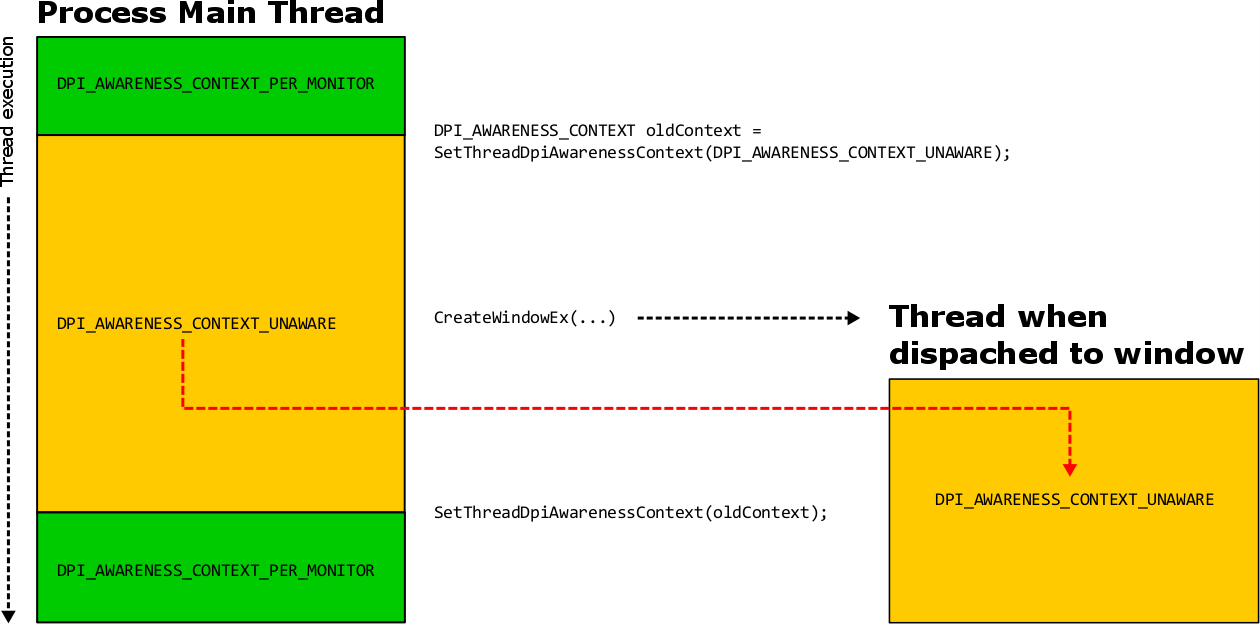 Process Main Thread
Thread execution
DPI_AWARENESS_CONTEXT_PER_MONITOR
DPI_AWARENESS_CONTEXT oldContext =
SetThreadDpiAwarenessContext(DPI_AWARENESS_CONTEXT_UNAWARE);
DPI_AWARENESS_CONTEXT_UNAWARE
CreateWindowEx(...)
Thread when
dispached to window
DPI_AWARENESS_CONTEXT_UNAWARE
SetThreadDpiAwarenessContext(oldContext);
DPI_AWARENESS_CONTEXT_PER_MONITOR